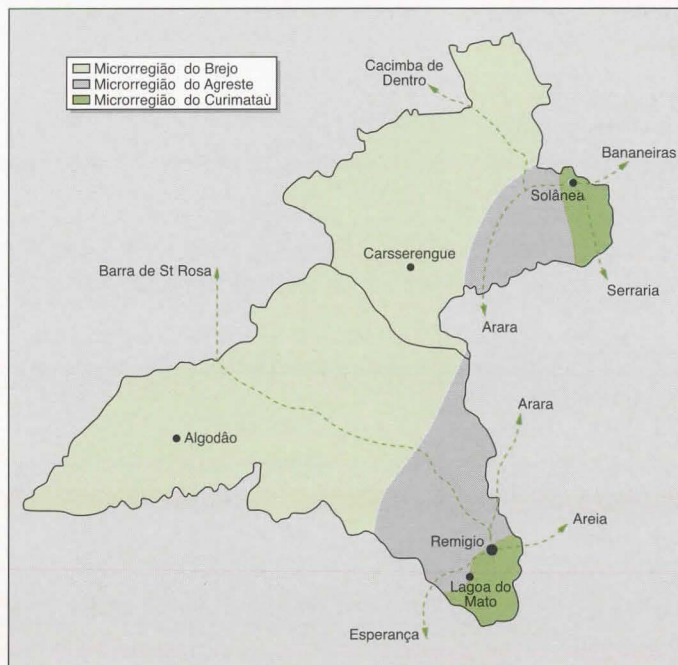 Microrregião do Brejo
Microrregião do Agreste
Microrregião do Curimataù
Cacimba de
Dentro
Bananeiras
Solânea
Carsserengue
Barra de St Rosa
Serraria
Arara
Arara
Algodâo
Areia
Remigio
Lagoa do
Mato
Esperança